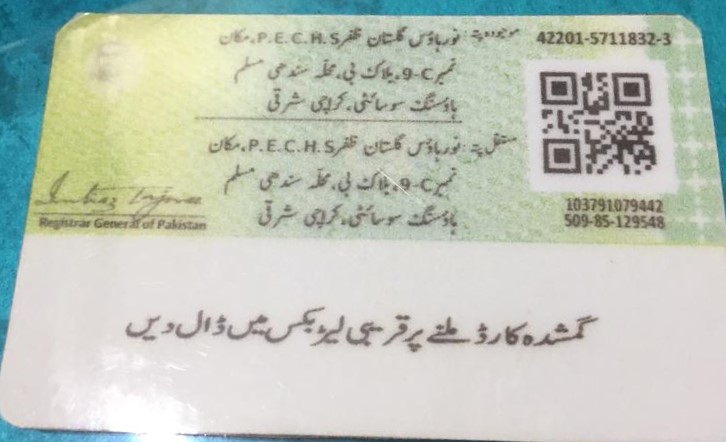 42201-5711832-3
موجودہ پتہ: نور ہاؤس گلستان ظفر P.E.C.H.S، مکان
نمبر 9-C، بلاک بی، محلہ سندھی مسلم
ہاؤسنگ سوسائٹی، کراچی شرقی
مستقل پتہ: نور ہاؤس گلستان ظفر P.E.C.H.S، مکان
نمبر 9-C، بلاک بی، محلہ سندھی مسلم
ہاؤسنگ سوسائٹی، کراچی شرقی
103791079442
509-85-129548
Registrar General of Pakistan
گمشدہ کارڈ ملنے پر قریبی لیٹر بکس میں ڈال دیں